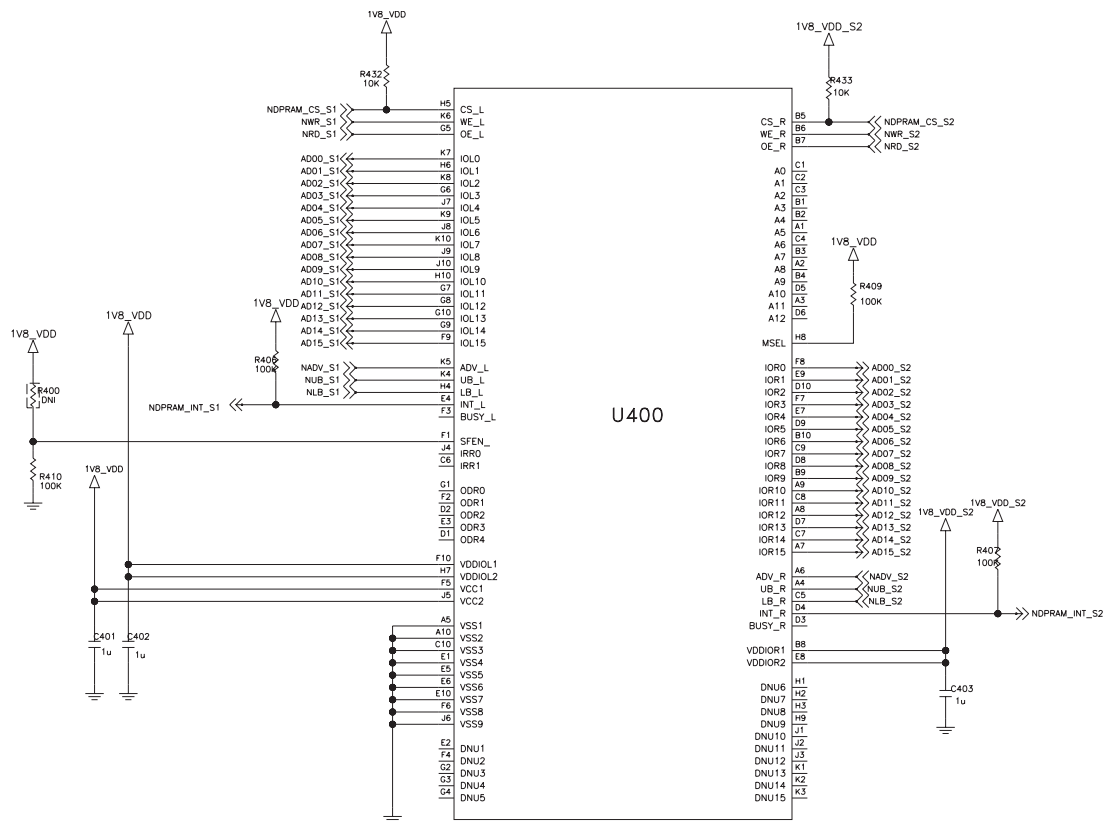 1V8_VDD
R432
10K
1V8_VDD_S2
R433
10K
NDPRAM_CS_S1 H5 CS_L
NWR_S1 K6 WE_L
NRD_S1 G5 OE_L
CS_R B5 NDPRAM_CS_S2
WE_R B6 NWR_S2
OE_R B7 NRD_S2
AD00_S1 K7 IOL0
AD01_S1 H6 IOL1
AD02_S1 K8 IOL2
AD03_S1 G6 IOL3
AD04_S1 J7 IOL4
AD05_S1 K9 IOL5
AD06_S1 J8 IOL6
AD07_S1 K10 IOL7
AD08_S1 J9 IOL8
AD09_S1 J10 IOL9
AD10_S1 H10 IOL10
AD11_S1 G7 IOL11
AD12_S1 G8 IOL12
AD13_S1 G10 IOL13
AD14_S1 G9 IOL14
AD15_S1 F9 IOL15
A0 C1
A1 C2
A2 C3
A3 B1
A4 B2
A5 A1
A6 C4
A7 B3
A8 A2
A9 B4
A10 D5
A11 A3
A12 D6
1V8_VDD
R409
100K
MSEL H8
1V8_VDD
R406
100K
NADV_S1 K5 ADV_L
NUB_S1 K4 UB_L
NLB_S1 H4 LB_L
NDPRAM_INT_S1 E4 INT_L
F3 BUSY_L
1V8_VDD
R400
DNI
1V8_VDD
F1 SFEN_
J4 IRR0
C6 IRR1
R410
100K
1V8_VDD
G1 ODR0
F2 ODR1
D2 ODR2
E3 ODR3
D1 ODR4
U400
IOR0 F8 AD00_S2
IOR1 E9 AD01_S2
IOR2 D10 AD02_S2
IOR3 F7 AD03_S2
IOR4 E7 AD04_S2
IOR5 D9 AD05_S2
IOR6 B10 AD06_S2
IOR7 C9 AD07_S2
IOR8 D8 AD08_S2
IOR9 B9 AD09_S2
IOR10 A9 AD10_S2
IOR11 C8 AD11_S2
IOR12 A8 AD12_S2
IOR13 D7 AD13_S2
IOR14 C7 AD14_S2
IOR15 A7 AD15_S2
1V8_VDD_S2
1V8_VDD_S2
R407
100K
F10 VDDIOL1
H7 VDDIOL2
F5 VCC1
J5 VCC2
ADV_R A6 NADV_S2
UB_R A4 NUB_S2
LB_R C5 NLB_S2
INT_R D4 NDPRAM_INT_S2
BUSY_R D3
C401
1u
C402
1u
A5 VSS1
A10 VSS2
C10 VSS3
E1 VSS4
E5 VSS5
E6 VSS6
E10 VSS7
F6 VSS8
J6 VSS9
VDDIOR1 B8
VDDIOR2 E8
C403
1u
E2 DNU1
F4 DNU2
G2 DNU3
G3 DNU4
G4 DNU5
DNU6 H1
DNU7 H2
DNU8 H3
DNU9 H9
DNU10 J1
DNU11 J2
DNU12 J3
DNU13 K1
DNU14 K2
DNU15 K3